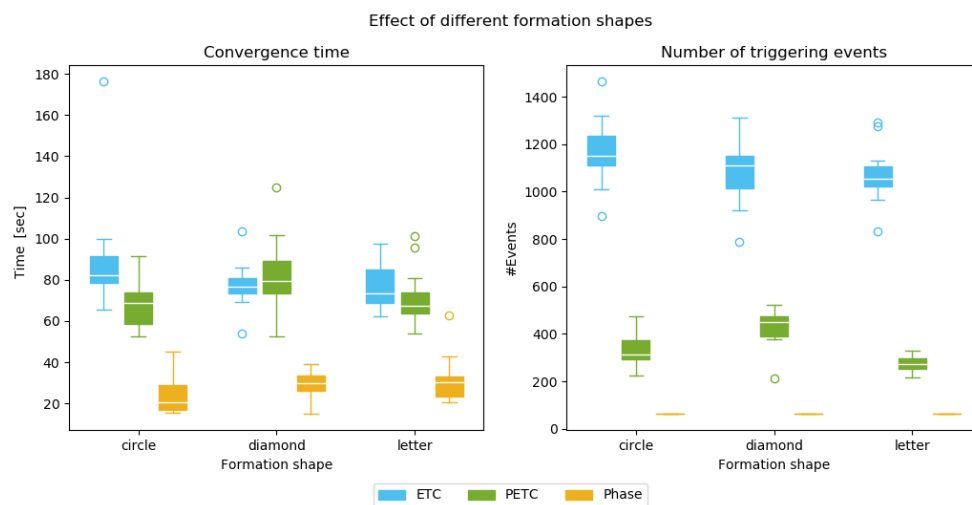 Effect of different formation shapes
Convergence time
180
160
140
120
100
80
60
40
20
Time [sec]
circle
diamond
letter
Formation shape
Number of triggering events
1400
1200
1000
800
600
400
200
0
#Events
circle
diamond
letter
Formation shape
ETC
PETC
Phase